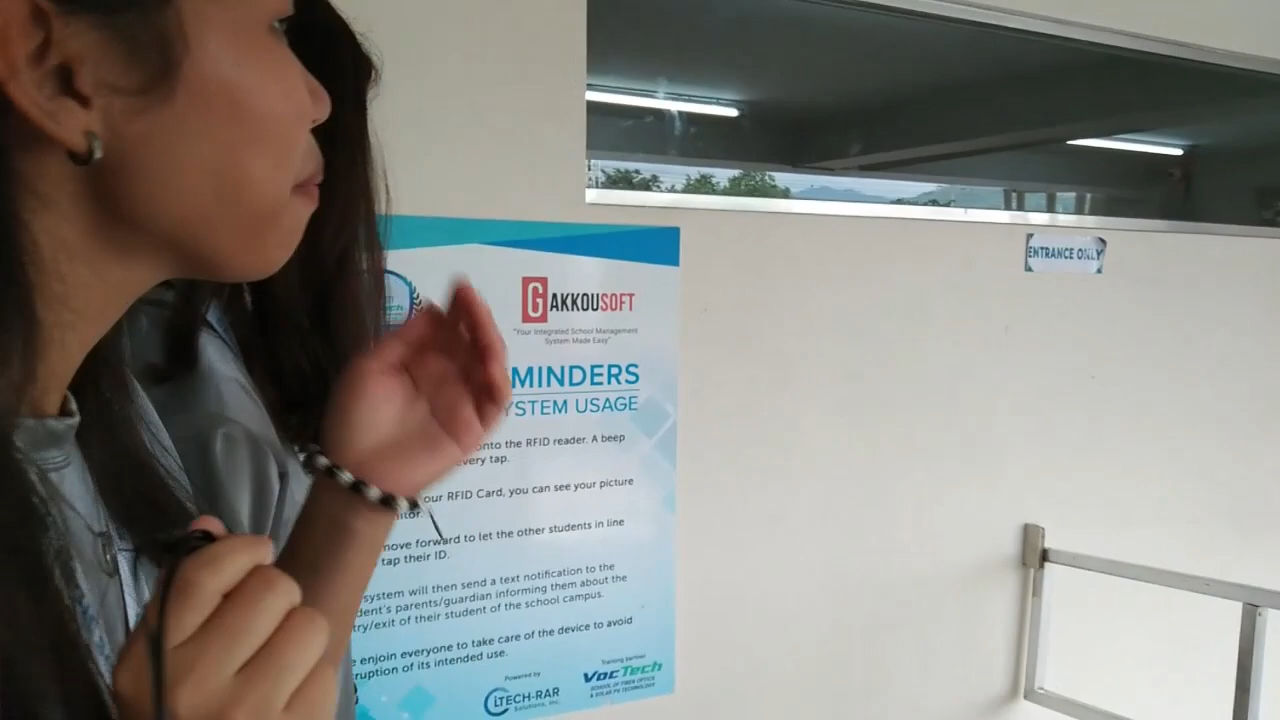 ENTRANCE ONLY
GAKKOUSOFT
"Your Integrated School Management
System Made Easy"
MINDERS
YSTEM USAGE
onto the RFID reader. A beep
every tap.
our RFID Card, you can see your picture
nitor.
move forward to let the other students in line
tap their ID.
system will then send a text notification to the
dent's parents/guardian informing them about the
try/exit of their student of the school campus.
e enjoin everyone to take care of the device to avoid
ruption of its intended use.
Powered by
iTECH-RAR
Solutions, Inc.
Training partner
VocTech
SCHOOL OF FIBER OPTICS
& SOLAR PV TECHNOLOGY